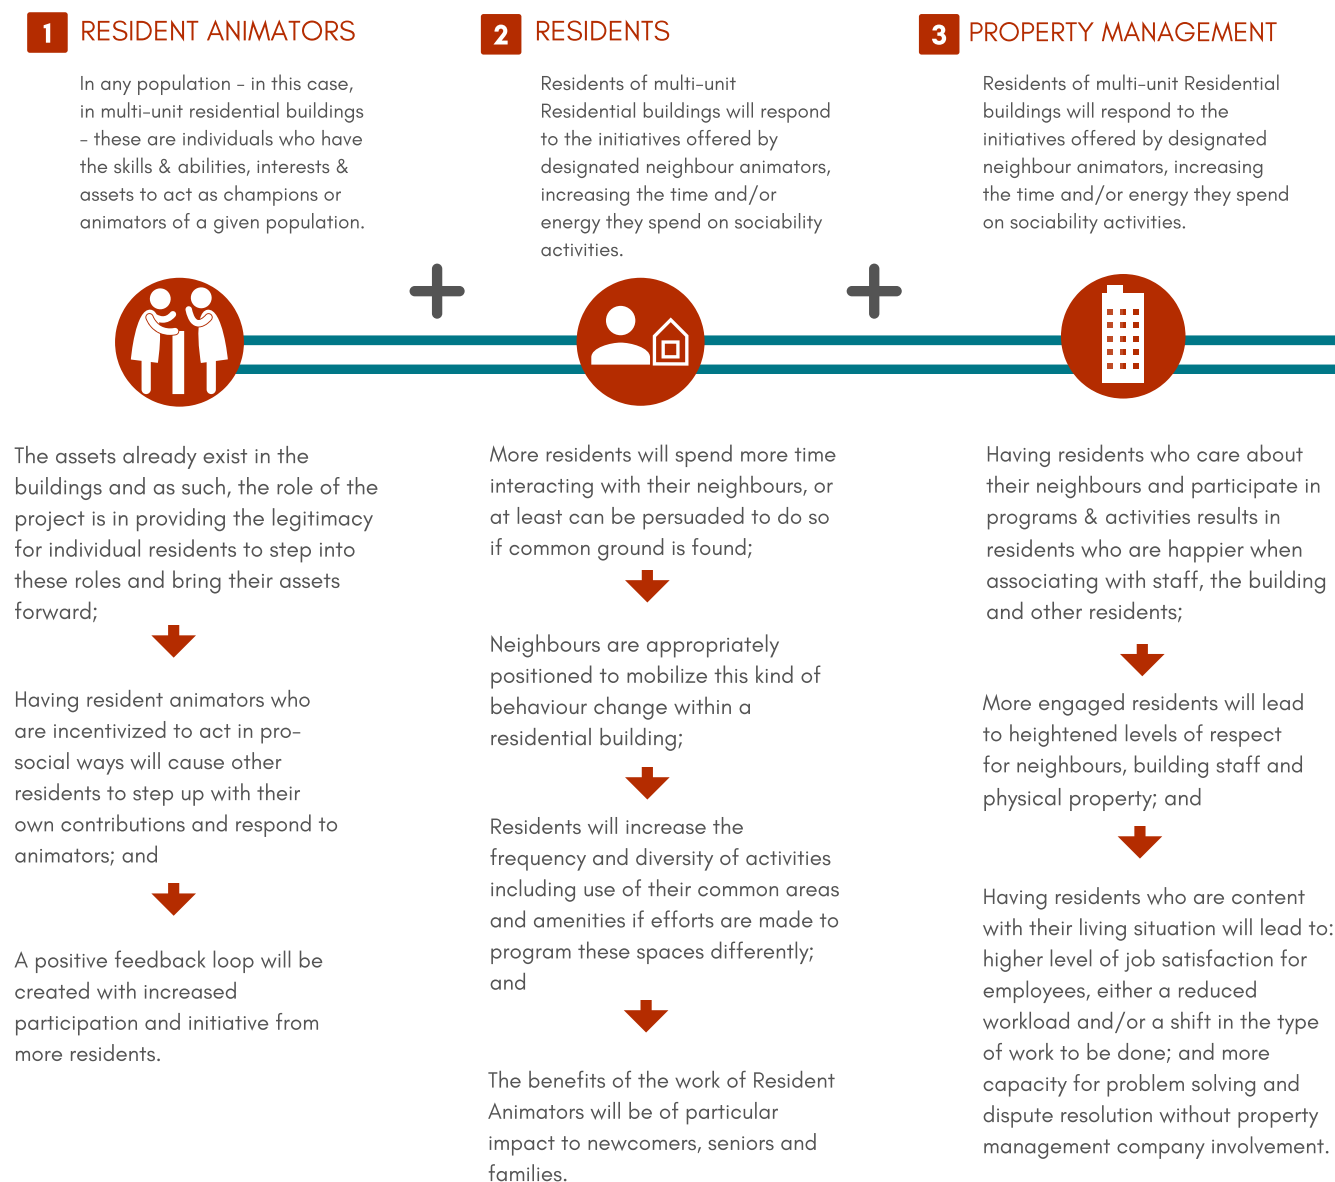 1 RESIDENT ANIMATORS
In any population - in this case,
in multi-unit residential buildings
- these are individuals who have
the skills & abilities, interests &
assets to act as champions or
animators of a given population.
The assets already exist in the
buildings and as such, the role of the
project is in providing the legitimacy
for individual residents to step into
these roles and bring their assets
forward;
Having resident animators who
are incentivized to act in pro-
social ways will cause other
residents to step up with their
own contributions and respond to
animators; and
A positive feedback loop will be
created with increased
participation and initiative from
more residents.
2 RESIDENTS
Residents of multi-unit
Residential buildings will respond
to the initiatives offered by
designated neighbour animators,
increasing the time and/or
energy they spend on sociability
activities.
More residents will spend more time
interacting with their neighbours, or
at least can be persuaded to do so
if common ground is found;
Neighbours are appropriately
positioned to mobilize this kind of
behaviour change within a
residential building;
Residents will increase the
frequency and diversity of activities
including use of their common areas
and amenities if efforts are made to
program these spaces differently;
and
The benefits of the work of Resident
Animators will be of particular
impact to newcomers, seniors and
families.
3 PROPERTY MANAGEMENT
Residents of multi-unit Residential
buildings will respond to the
initiatives offered by designated
neighbour animators, increasing
the time and/or energy they spend
on sociability activities.
Having residents who care about
their neighbours and participate in
programs & activities results in
residents who are happier when
associating with staff, the building
and other residents;
More engaged residents will lead
to heightened levels of respect
for neighbours, building staff and
physical property; and
Having residents who are content
with their living situation will lead to:
higher level of job satisfaction for
employees, either a reduced
workload and/or a shift in the type
of work to be done; and more
capacity for problem solving and
dispute resolution without property
management company involvement.